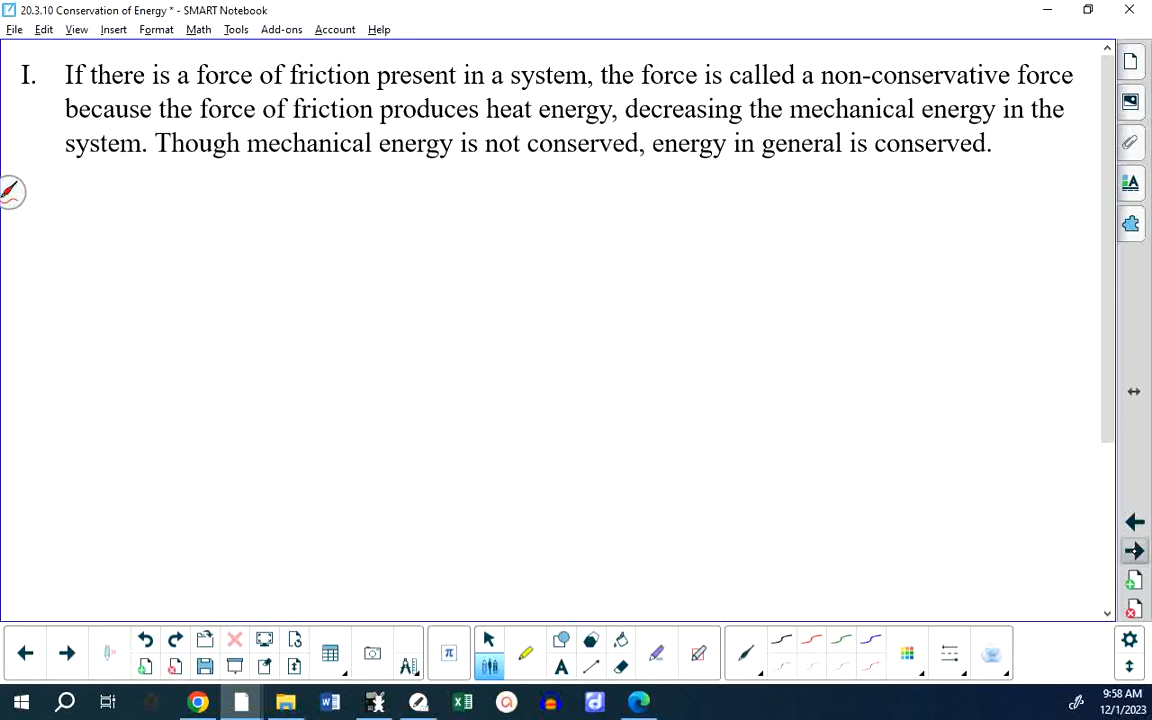 20.3.10 Conservation of Energy * - SMART Notebook
File Edit View Insert Format Math Tools Add-ons Account Help
I. If there is a force of friction present in a system, the force is called a non-conservative force
because the force of friction produces heat energy, decreasing the mechanical energy in the
system. Though mechanical energy is not conserved, energy in general is conserved.
9:58 AM
12/1/2023